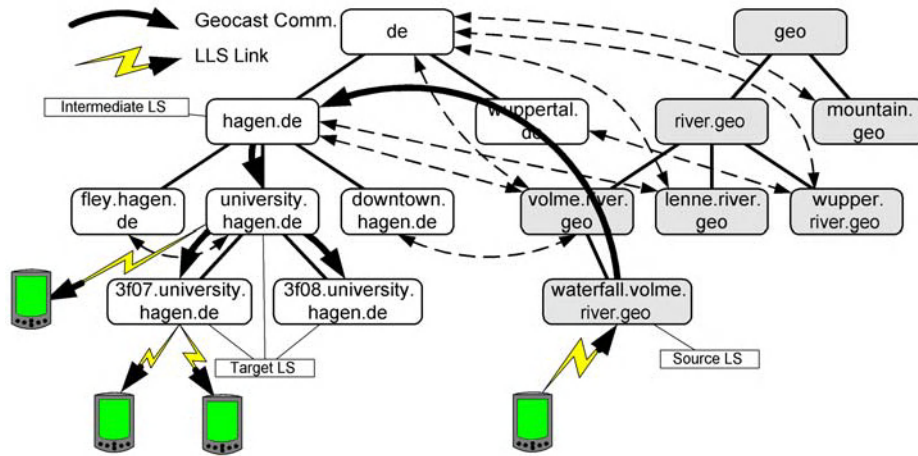 Geocast Comm.
LLS Link
de
geo
Intermediate LS
hagen.de
wuppertal.
de
river.geo
mountain.
geo
fley.hagen.
de
university.
hagen.de
downtown.
hagen.de
volme.river.
geo
lenne.river.
geo
wupper.
river.geo
3f07.university.
hagen.de
3f08.university.
hagen.de
waterfall.volme.
river.geo
Target LS
Source LS